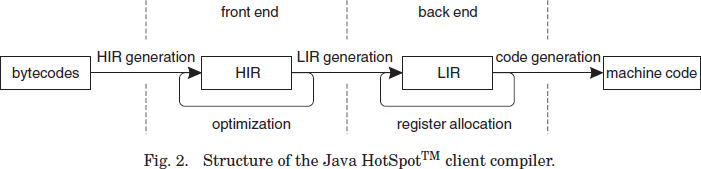 front end
back end
HIR generation
LIR generation
code generation
bytecodes
HIR
LIR
machine code
optimization
register allocation
Fig. 2. Structure of the Java HotSpot™ client compiler.